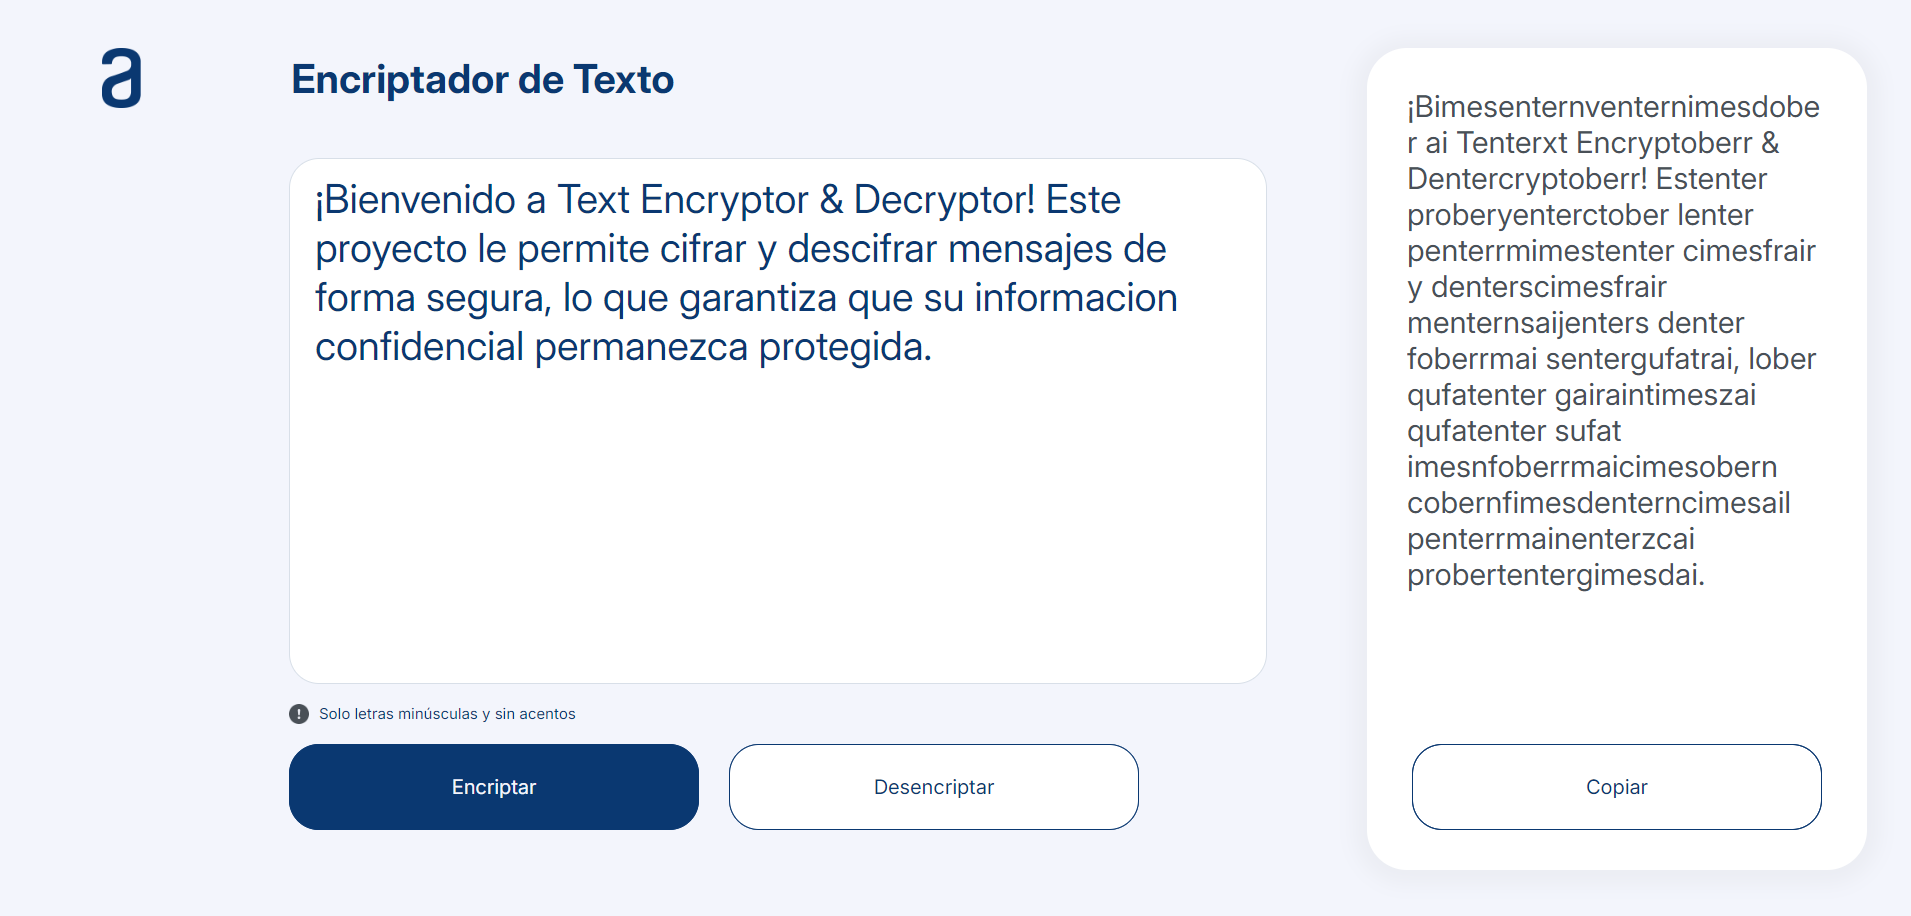 a
Encriptador de Texto
¡Bienvenido a Text Encryptor & Decryptor! Este
proyecto le permite cifrar y descifrar mensajes de
forma segura, lo que garantiza que su informacion
confidencial permanezca protegida.
Solo letras minúsculas y sin acentos
Encriptar
Desencriptar
¡Bimesenternventernimesdobe
r ai Tenterxt Encryptoberr &
Dentercryptoberr! Estenter
proberyenterctober lenter
penterrmimestenter cimesfrair
y denterscimesfrair
menternsaijenters denter
foberrmai sentergufatrai, lober
qufatenter gairaintimeszai
qufatenter sufat
imesnfoberrmaicimesobern
cobernfimesdenterncimesail
penterrmainenterzcai
probertentergimesdai.
Copiar